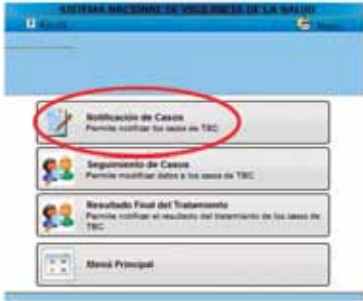 SISTEMA NACIONAL DE VIGILANCIA DE LA SALUD
Notificación de Casos
Permite notificar los casos de TBC
Seguimiento de Casos
Permite modificar datos a los casos de TBC
Resultado Final del Tratamiento
Permite notificar el resultado del tratamiento de los casos de
TBC
Menú Principal